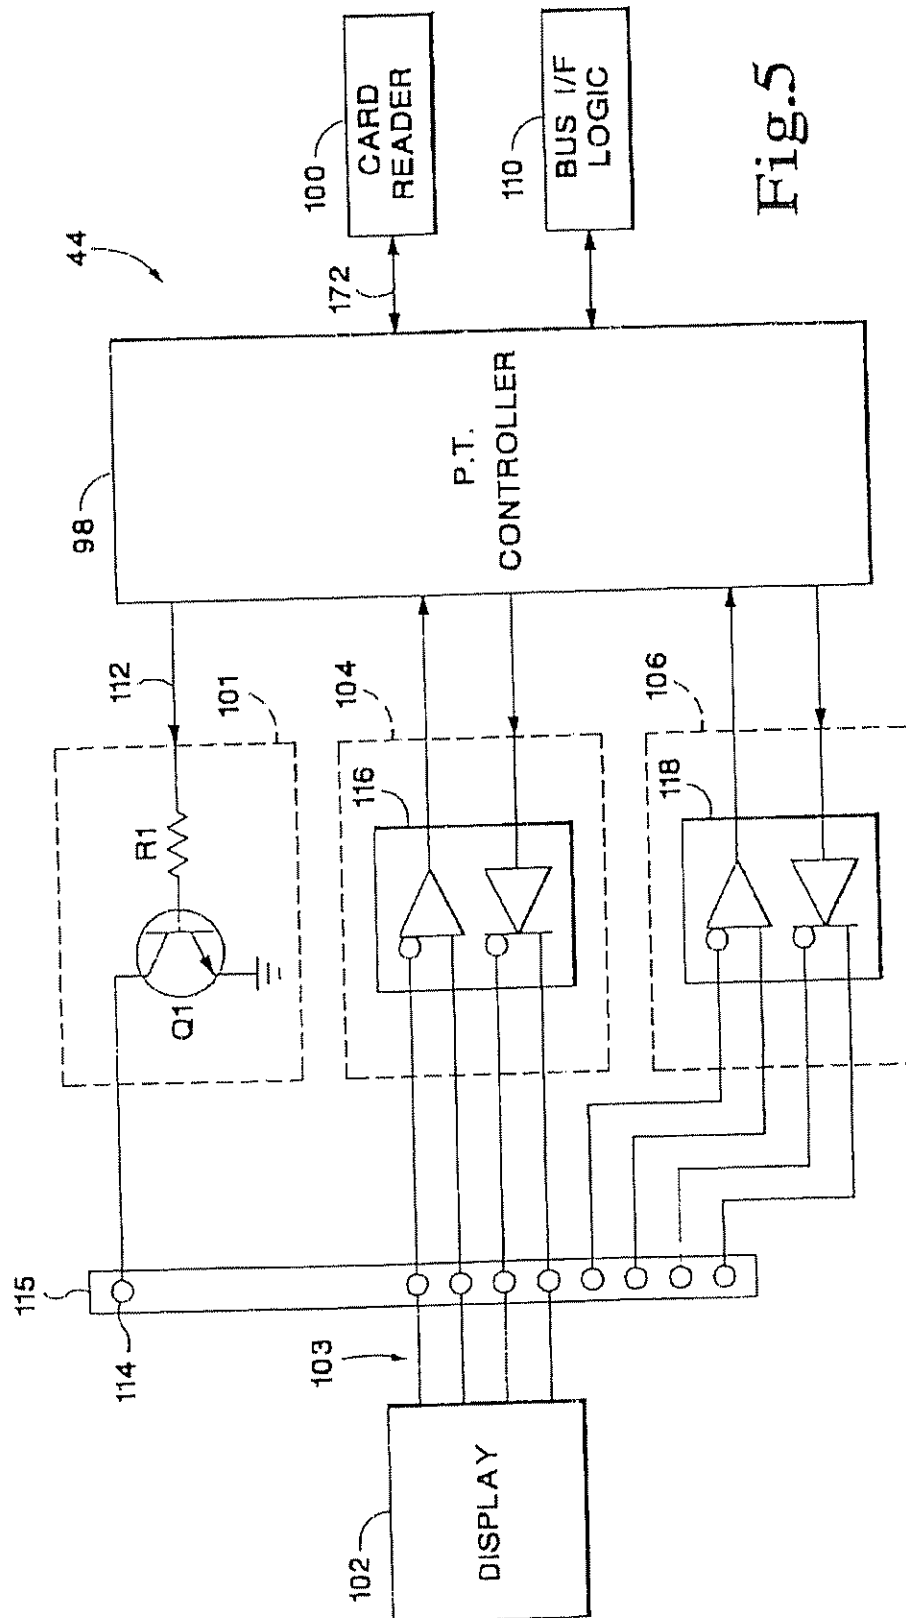 44
98
P.T.
CONTROLLER
100
CARD
READER
172
110
BUS I/F
LOGIC
112
101
R1
Q1
104
116
106
118
115
114
103
102
DISPLAY
Fig.5